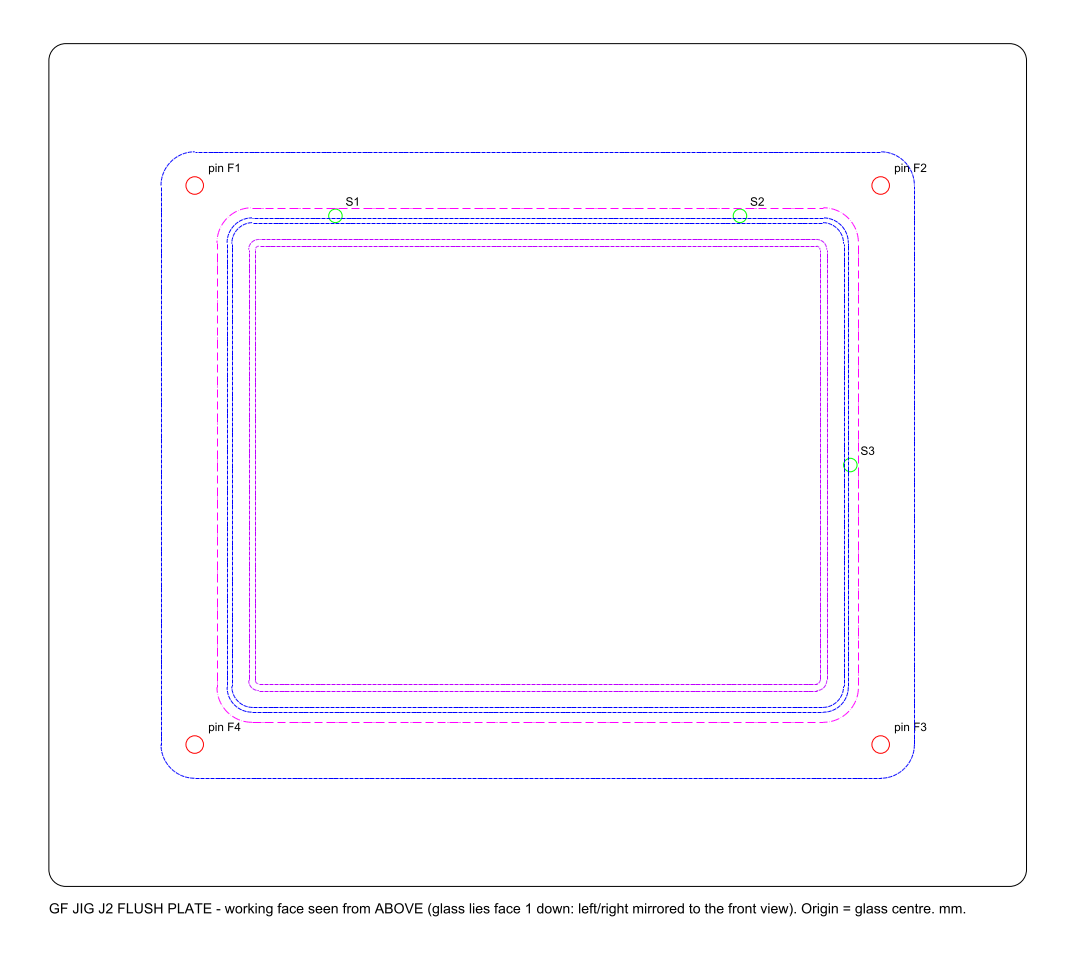 pin F1
pin F2
S1
S2
S3
pin F4
pin F3
GF JIG J2 FLUSH PLATE - working face seen from ABOVE (glass lies face 1 down: left/right mirrored to the front view). Origin = glass centre. mm.